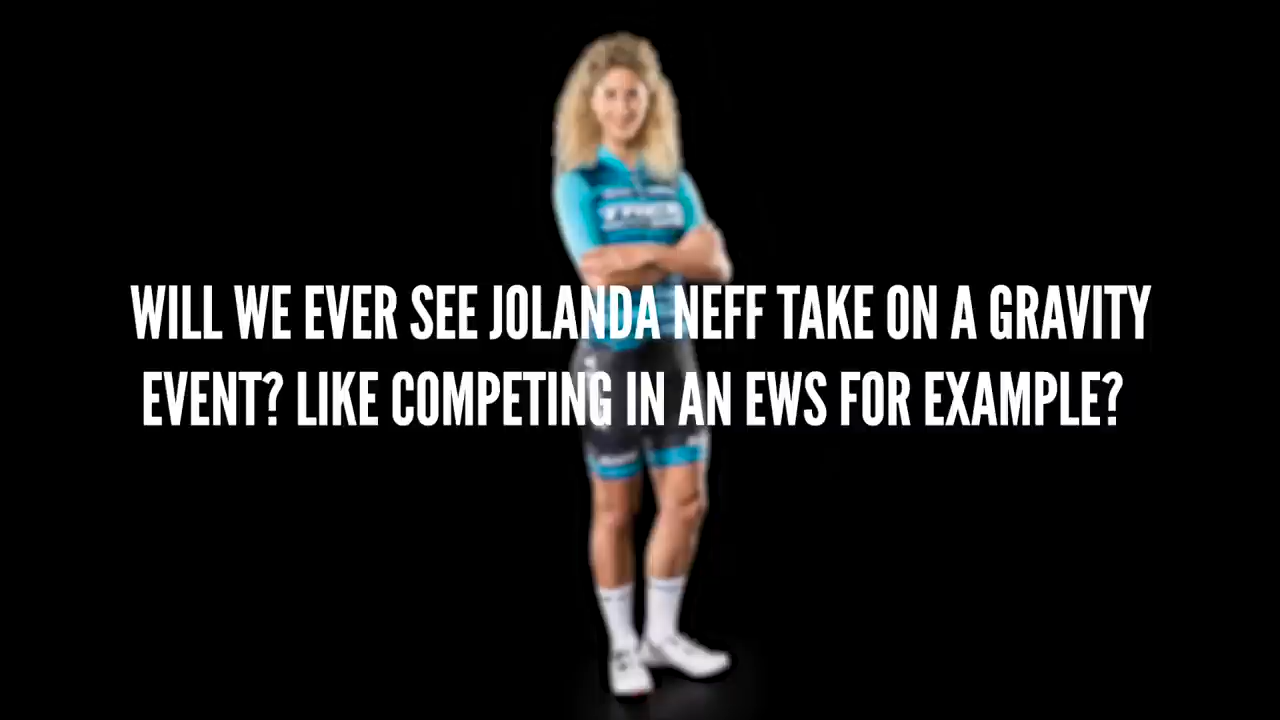 WILL WE EVER SEE JOLANDA NEFF TAKE ON A GRAVITY
EVENT? LIKE COMPETING IN AN EWS FOR EXAMPLE?